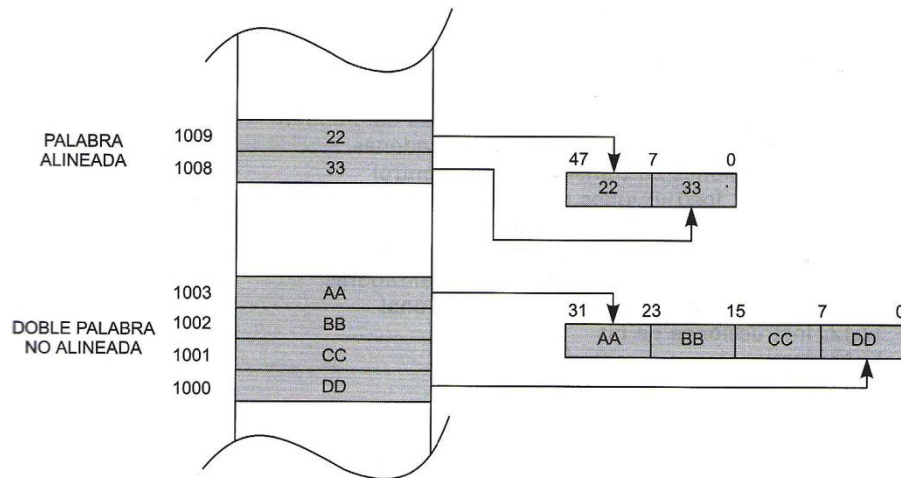 PALABRA
ALINEADA
1009
22
1008
33
47 7 0
22 33
DOBLE PALABRA
NO ALINEADA
1003
AA
1002
BB
1001
CC
1000
DD
31 23 15 7 0
AA BB CC DD